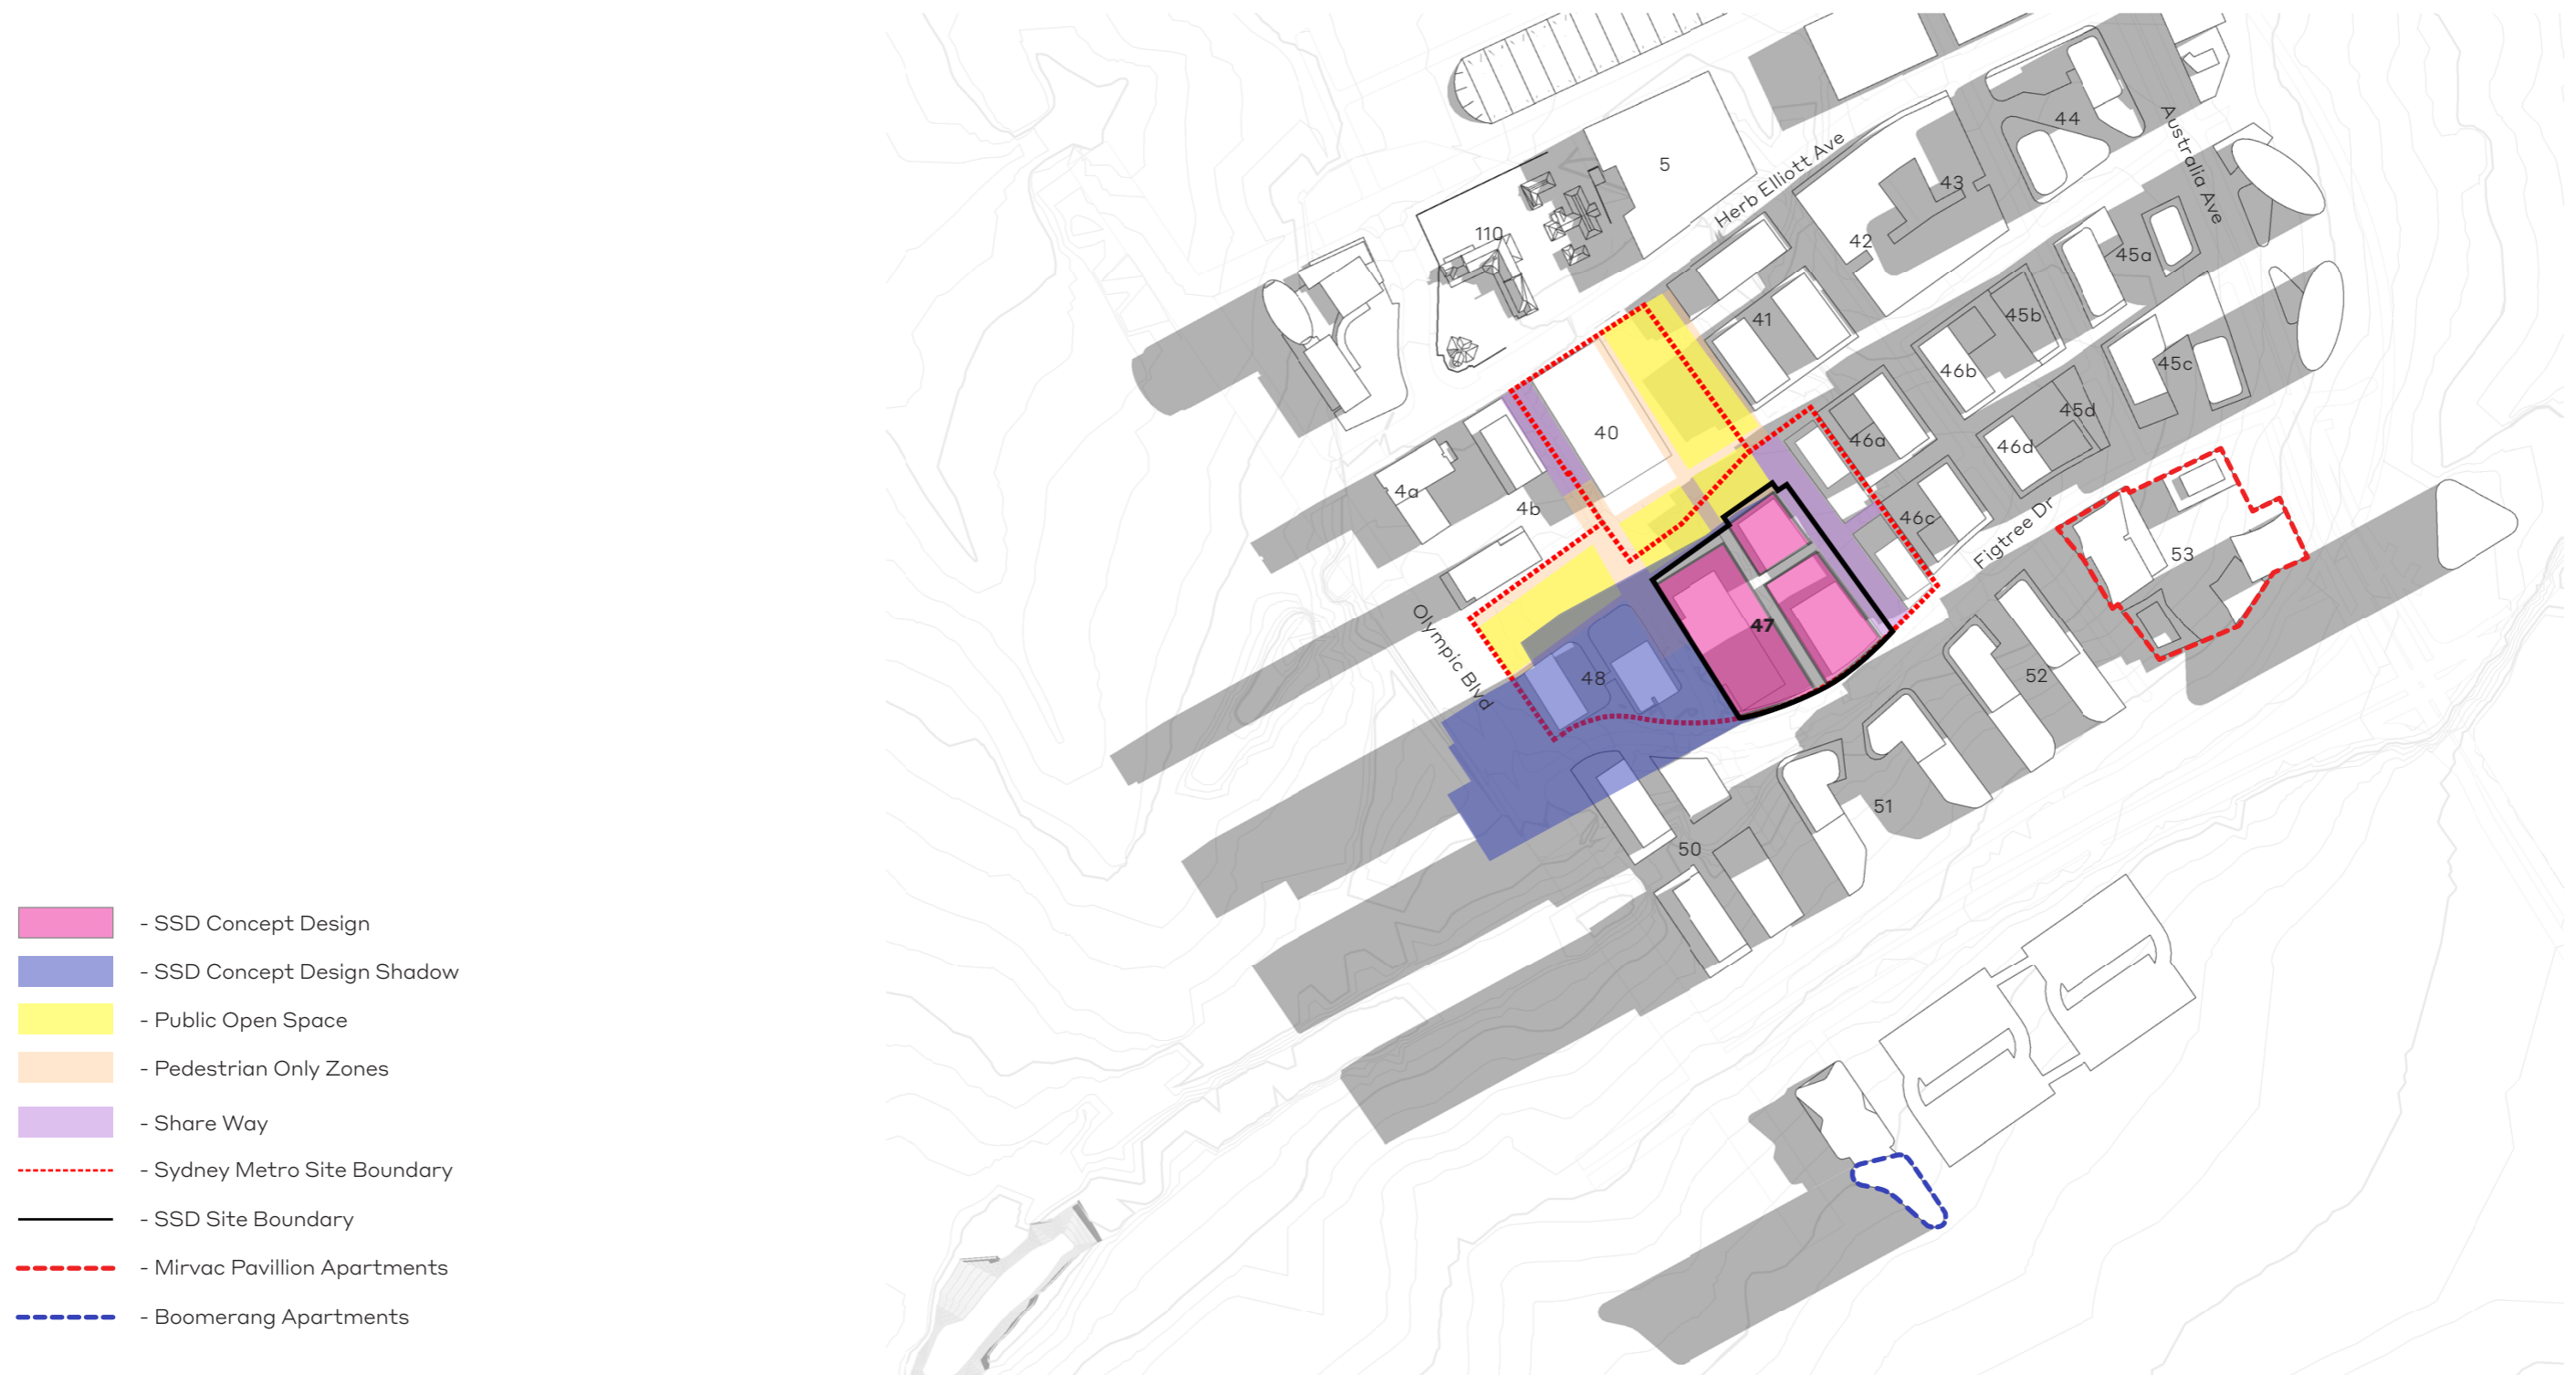 44
Australia Ave
5
Herb Elliott Ave
43
110
42
45a
41
45b
45c
46b
45d
40
46a
46d
4a
4b
46c
Figtree Dr
53
Olympic Blvd
47
48
52
51
50
- SSD Concept Design
- SSD Concept Design Shadow
- Public Open Space
- Pedestrian Only Zones
- Share Way
- Sydney Metro Site Boundary
- SSD Site Boundary
- Mirvac Pavillion Apartments
- Boomerang Apartments